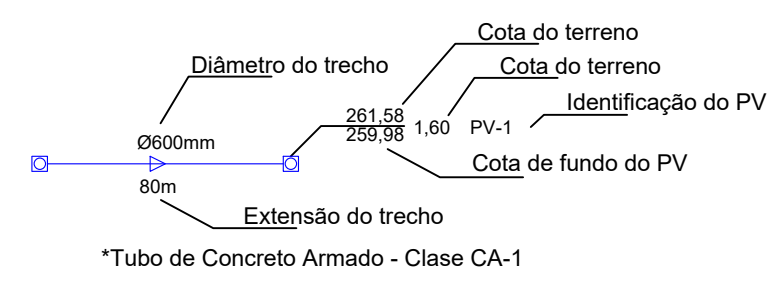 Cota do terreno
Diâmetro do trecho
Cota do terreno
Identificação do PV
261,58
259,98
1,60
PV-1
Ø600mm
Cota de fundo do PV
80m
Extensão do trecho
*Tubo de Concreto Armado - Clase CA-1